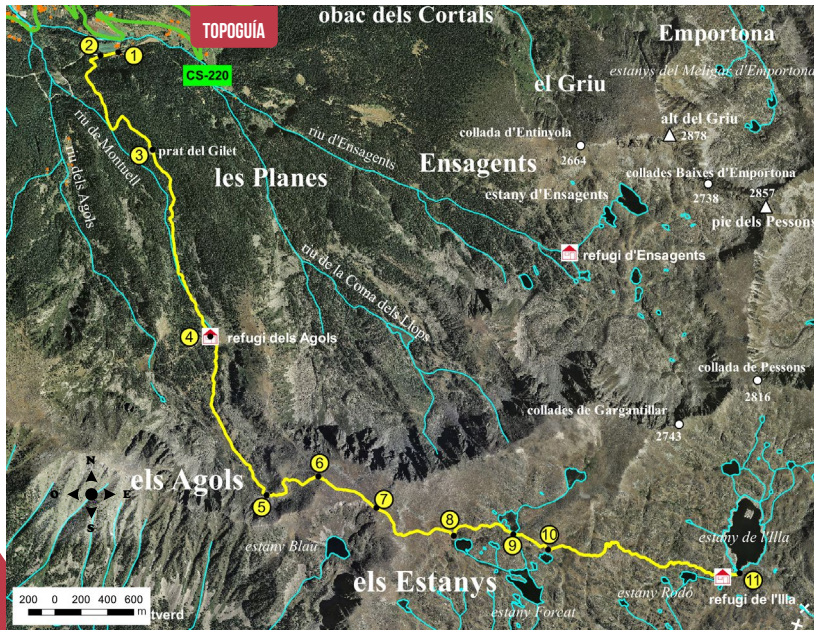 TOPOGUÍA
obac dels Cortals
Emportona
estanys del Meligar d'Emportona
2
1
CS-220
el Griu
alt del Griu
2878
collada d'Entinyola
2664
riu d'Ensagents
3
prat del Gilet
riu de Montuell
riu dels Agols
les Planes
Ensagents
collades Baixes d'Emportona
2738
2857
pic dels Pessons
estany d'Ensagents
refugi d'Ensagents
riu de la Coma dels Llops
4
refugi dels Agols
collada de Pessons
2816
collades de Gargantillar
2743
N
O
E
S
els Agols
6
5
7
8
9
10
estany Blau
estany de l'Illa
els Estanys
estany Forcat
estany Rodó
11
refugi de l'Illa
200 0 200 400 600
m
tverd